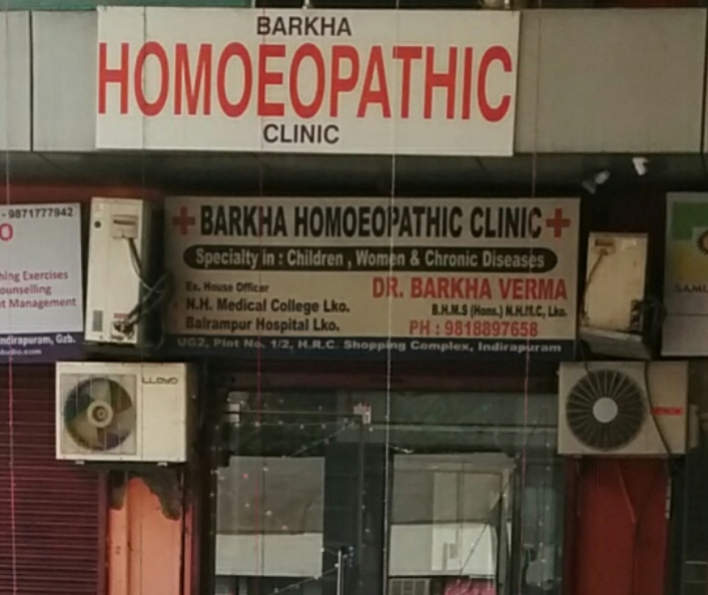 BARKHA
HOMOEOPATHIC
CLINIC
- 9871777942
O
hing Exercises
ounselling
nt Management
ndirapuram, Gzb.
BARKHA HOMOEOPATHIC CLINIC
Specialty in : Children , Women & Chronic Diseases
Ex. House Officer
N.H. Medical College Lko.
Balrampur Hospital Lko.
DR. BARKHA VERMA
B.H.M.S (Hons.) N.H.M.C, Lko.
PH : 9818897658
UG2, Plot No. 1/2, H.R.C. Shopping Complex, Indirapuram
LLOYD